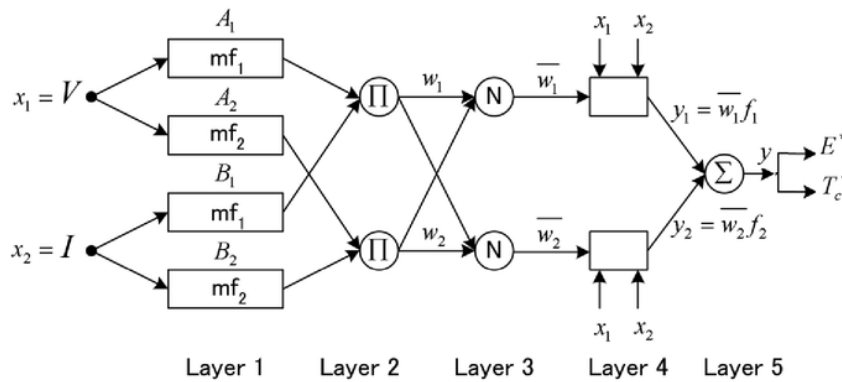 A₁
x₁ x₂
mf₁
x₁ = V
A₂
mf₂
∏ w₁ N w̅₁
y₁ = w̅₁f₁
B₁
mf₁
Σ y
E
T_c
x₂ = I
B₂
mf₂
∏ w₂ N w̅₂
y₂ = w̅₂f₂
x₁ x₂
Layer 1 Layer 2 Layer 3 Layer 4 Layer 5